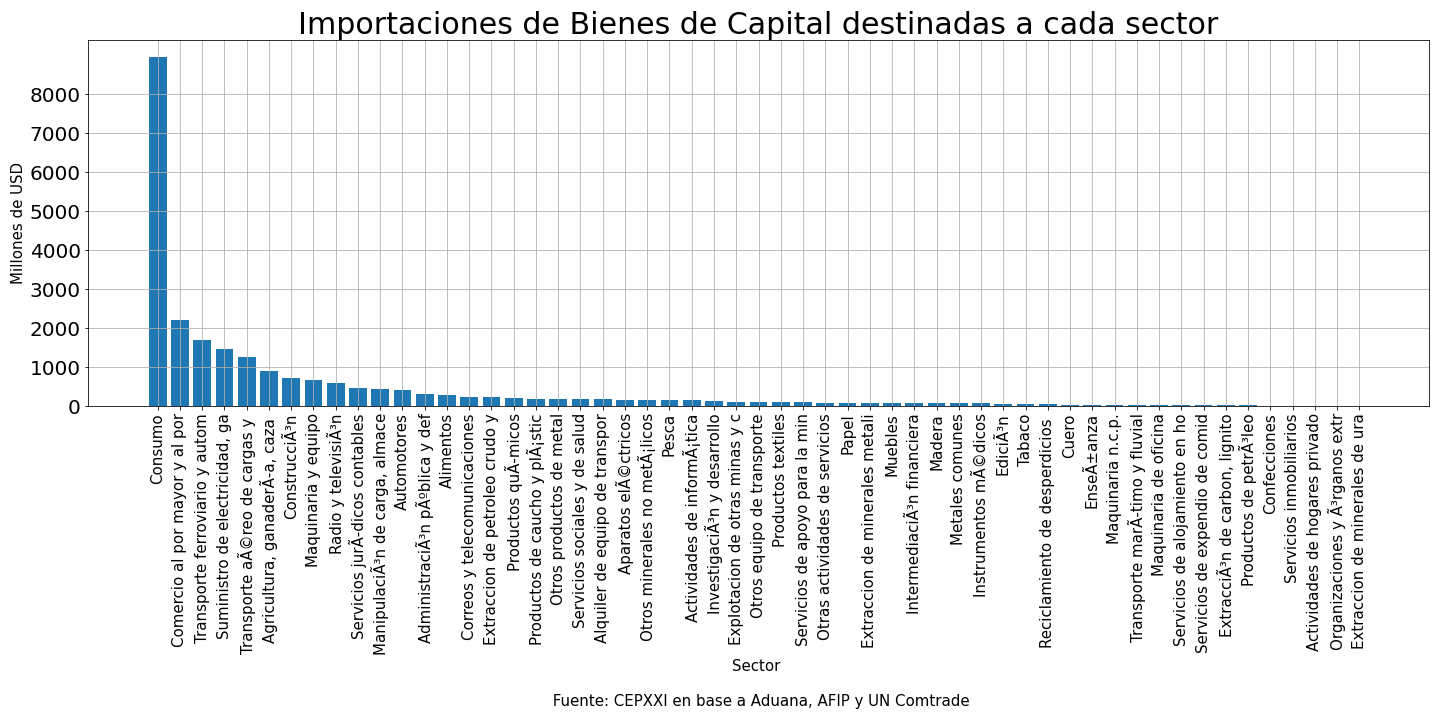 Importaciones de Bienes de Capital destinadas a cada sector
8000
7000
6000
5000
4000
3000
2000
1000
0
Millones de USD
Consumo
Comercio al por mayor y al por
Transporte ferroviario y autom
Suministro de electricidad, ga
Transporte aÃ©reo de cargas y
Agricultura, ganaderÃ-a, caza
ConstrucciÃ³n
Maquinaria y equipo
Radio y televisiÃ³n
Servicios jurÃ-dicos contables
ManipulaciÃ³n de carga, almace
Automotores
AdministraciÃ³n pÃºblica y def
Alimentos
Correos y telecomunicaciones
Extraccion de petroleo crudo y
Productos quÃ-micos
Productos de caucho y plÃ¡stic
Otros productos de metal
Servicios sociales y de salud
Alquiler de equipo de transpor
Aparatos elÃ©ctricos
Otros minerales no metÃ¡licos
Pesca
Actividades de informÃ¡tica
InvestigaciÃ³n y desarrollo
Explotacion de otras minas y c
Otros equipo de transporte
Productos textiles
Servicios de apoyo para la min
Otras actividades de servicios
Papel
Extraccion de minerales metali
Muebles
IntermediaciÃ³n financiera
Madera
Metales comunes
Instrumentos mÃ©dicos
EdiciÃ³n
Tabaco
Reciclamiento de desperdicios
Cuero
EnseÃ±anza
Maquinaria n.c.p.
Transporte marÃ-timo y fluvial
Maquinaria de oficina
Servicios de alojamiento en ho
Servicios de expendio de comid
ExtracciÃ³n de carbon, lignito
Productos de petrÃ³leo
Confecciones
Servicios inmobiliarios
Actividades de hogares privado
Organizaciones y Ã³rganos extr
Extraccion de minerales de ura
Sector
Fuente: CEPXXI en base a Aduana, AFIP y UN Comtrade